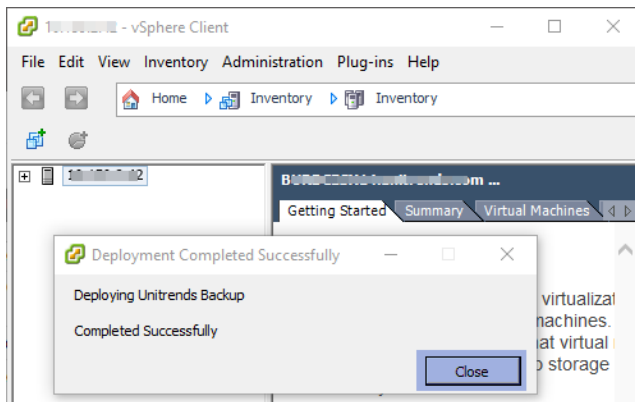 - vSphere Client
File Edit View Inventory Administration Plug-ins Help
Home Inventory Inventory
Getting Started Summary Virtual Machines
Deployment Completed Successfully
Deploying Unitrends Backup
Completed Successfully
Close
virtualizat
machines.
at virtual
storage